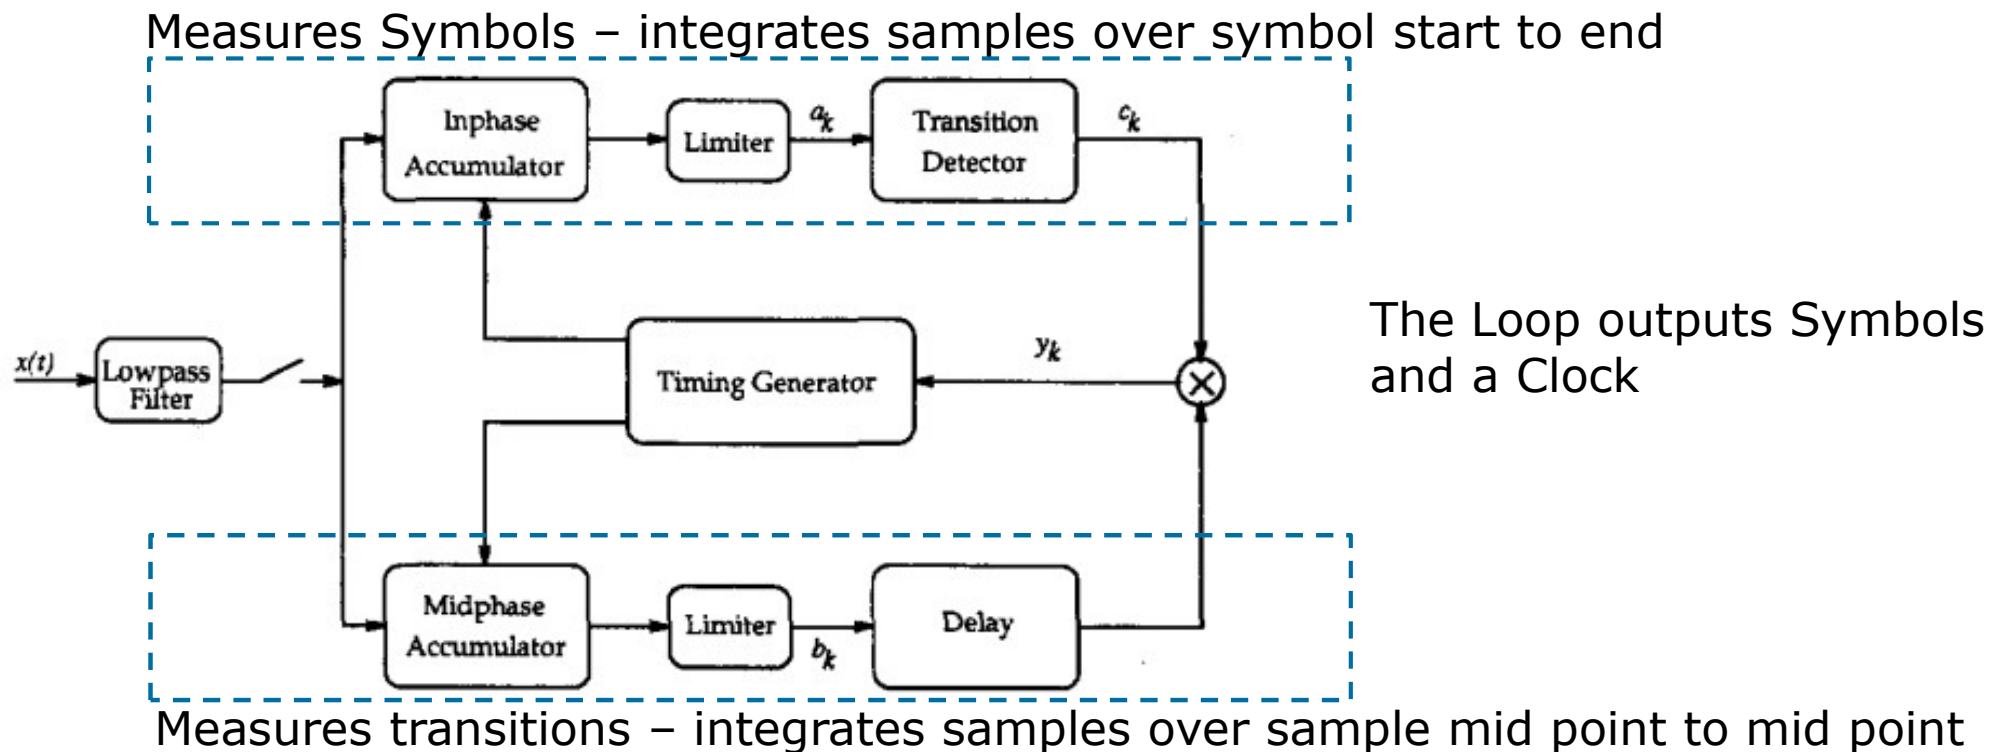 Measures Symbols – integrates samples over symbol start to end
Inphase
Accumulator
Limiter
a_k
Transition
Detector
c_k
x(t)
Lowpass
Filter
Timing Generator
y_k
The Loop outputs Symbols
and a Clock
Midphase
Accumulator
Limiter
b_k
Delay
Measures transitions – integrates samples over sample mid point to mid point